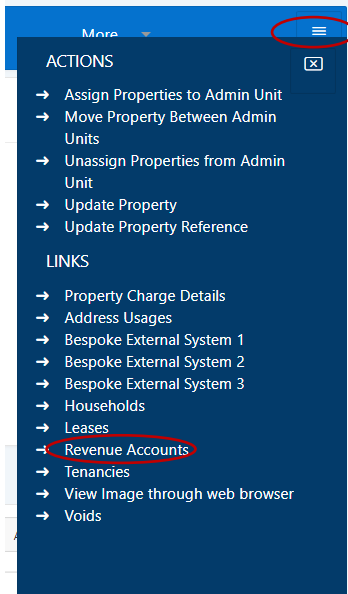 More
ACTIONS
➔ Assign Properties to Admin Unit
➔ Move Property Between Admin
Units
➔ Unassign Properties from Admin
Unit
➔ Update Property
➔ Update Property Reference
LINKS
➔ Property Charge Details
➔ Address Usages
➔ Bespoke External System 1
➔ Bespoke External System 2
➔ Bespoke External System 3
➔ Households
➔ Leases
➔ Revenue Accounts
➔ Tenancies
➔ View Image through web browser
➔ Voids